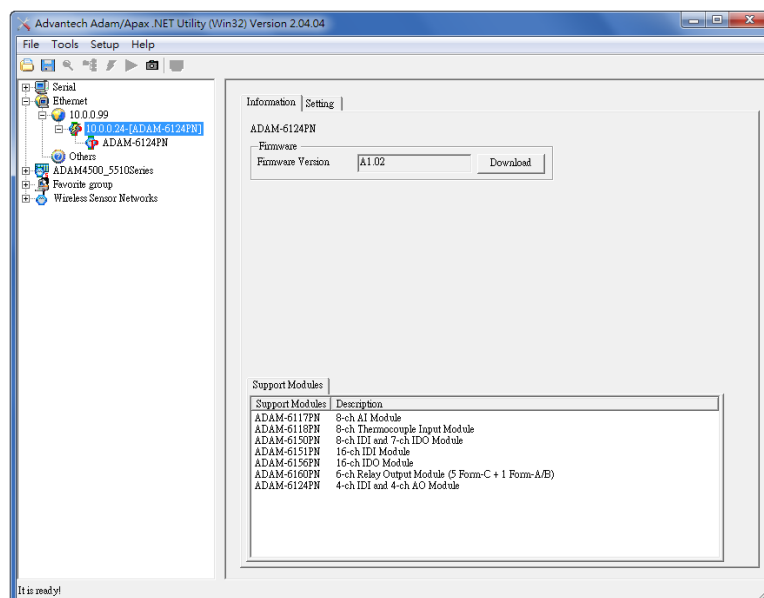 Advantech Adam/Apax .NET Utility (Win32) Version 2.04.04
File Tools Setup Help
Serial
Ethernet
10.0.0.99
10.0.0.24-[ADAM-6124PN]
ADAM-6124PN
Others
ADAM4500_5510Series
Favorite group
Wireless Sensor Networks
Information Setting
ADAM-6124PN
Firmware
Firmware Version A1.02 Download
Support Modules
Support Modules Description
ADAM-6117PN 8-ch AI Module
ADAM-6118PN 8-ch Thermocouple Input Module
ADAM-6150PN 8-ch IDI and 7-ch IDO Module
ADAM-6151PN 16-ch IDI Module
ADAM-6156PN 16-ch IDO Module
ADAM-6160PN 6-ch Relay Output Module (5 Form-C + 1 Form-A/B)
ADAM-6124PN 4-ch IDI and 4-ch AO Module
It is ready!